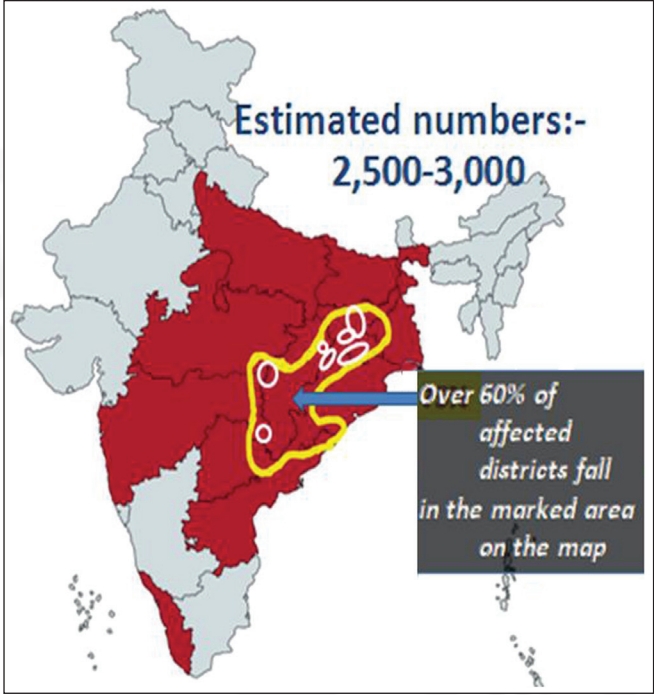 Estimated numbers:-
2,500-3,000
Over 60% of
affected
districts fall
in the marked area
on the map